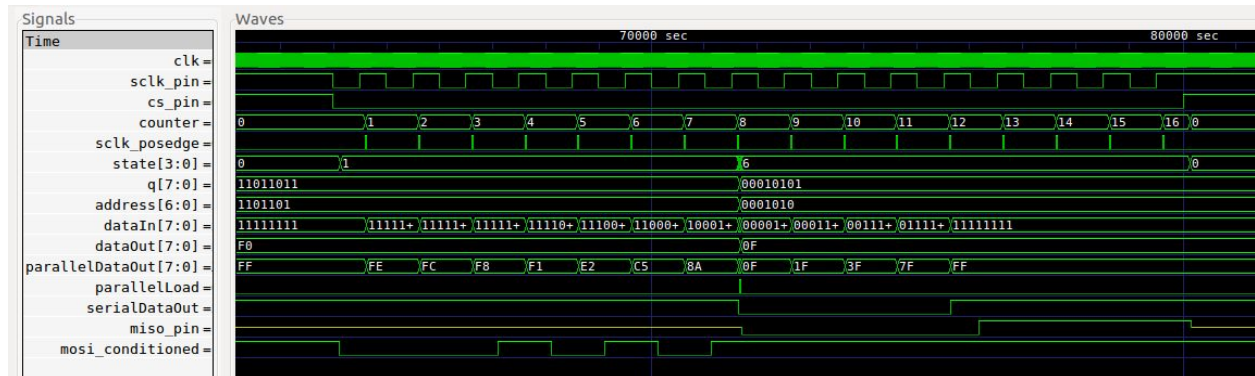 Signals
Waves
Time
70000 sec 80000 sec
clk=
sclk_pin=
cs_pin=
counter= 0 1 2 3 4 5 6 7 8 9 10 11 12 13 14 15 16 0
sclk_posedge=
state[3:0]= 0 1 6 0
q[7:0]= 11011011 00010101
address[6:0]= 1101101 0001010
dataIn[7:0]= 11111111 11111+ 11111+ 11111+ 11110+ 11100+ 11000+ 10001+ 00001+ 00011+ 00111+ 01111+ 11111111
dataOut[7:0]= F0 0F
parallelDataOut[7:0]= FF FE FC F8 F1 E2 C5 8A 0F 1F 3F 7F FF
parallelLoad=
serialDataOut=
miso_pin=
mosi_conditioned=